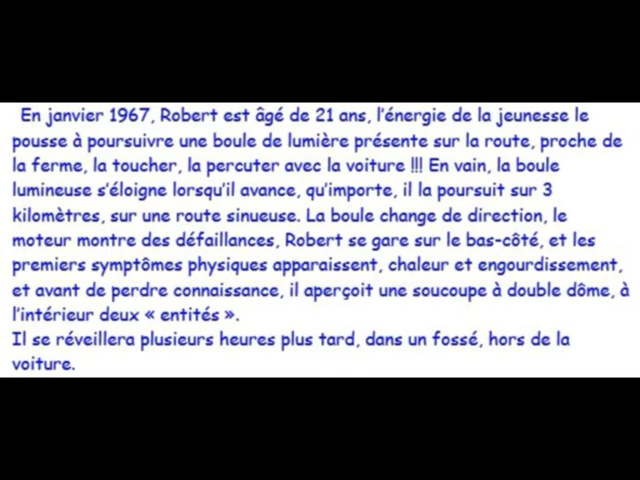 En janvier 1967, Robert est âgé de 21 ans, l'énergie de la jeunesse le
pousse à poursuivre une boule de lumière présente sur la route, proche de
la ferme, la toucher, la percuter avec la voiture !!! En vain, la boule
lumineuse s'éloigne lorsqu'il avance, qu'importe, il la poursuit sur 3
kilomètres, sur une route sinueuse. La boule change de direction, le
moteur montre des défaillances, Robert se gare sur le bas-côté, et les
premiers symptômes physiques apparaissent, chaleur et engourdissement,
et avant de perdre connaissance, il aperçoit une soucoupe à double dôme, à
l'intérieur deux « entités ».
Il se réveillera plusieurs heures plus tard, dans un fossé, hors de la
voiture.